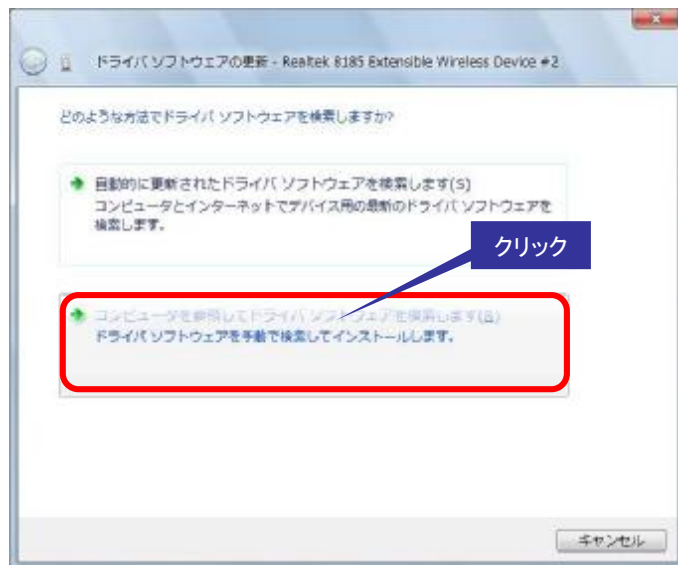 ドライバ ソフトウェアの更新 - Realtek 8185 Extensible Wireless Device #2
どのような方法でドライバ ソフトウェアを検索しますか?
自動的に更新されたドライバ ソフトウェアを検索します(S)
コンピュータとインターネットでデバイス用の最新のドライバ ソフトウェアを
検索します。
クリック
コンピュータを参照してドライバ ソフトウェアを検索します(R)
ドライバ ソフトウェアを手動で検索してインストールします。
キャンセル